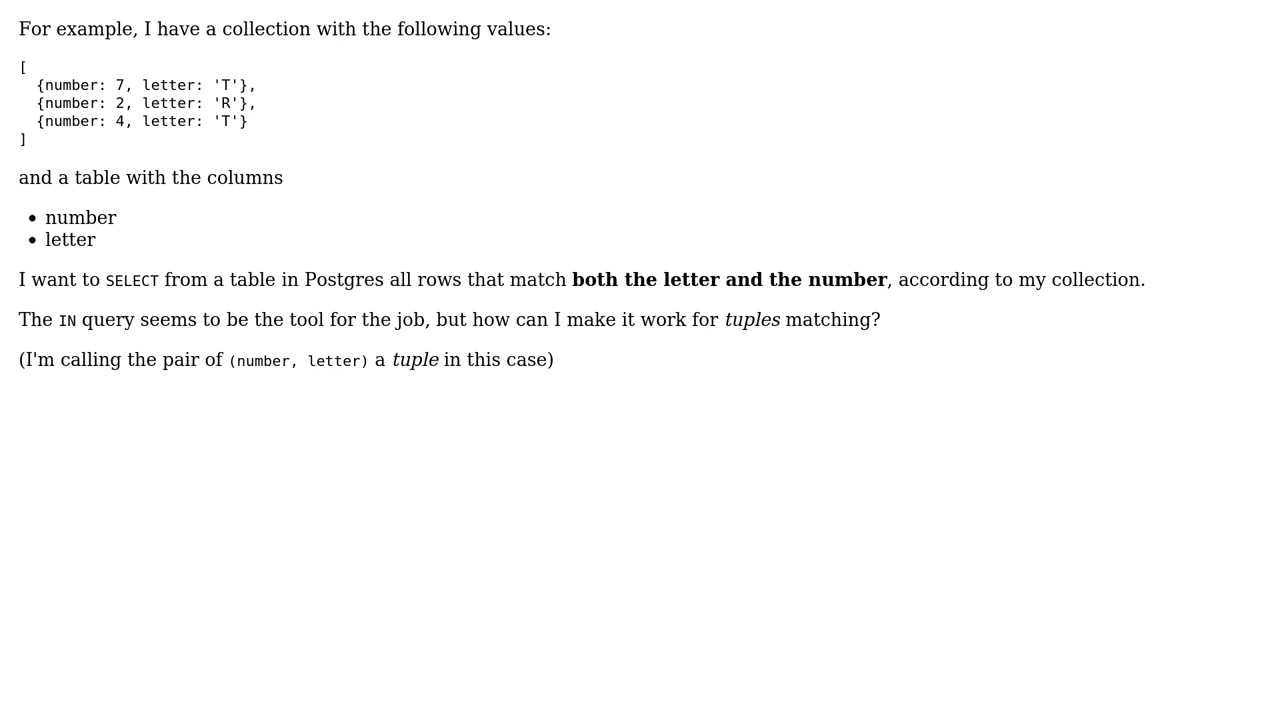 For example, I have a collection with the following values:
[
  {number: 7, letter: 'T'},
  {number: 2, letter: 'R'},
  {number: 4, letter: 'T'}
]
and a table with the columns
• number
• letter
I want to SELECT from a table in Postgres all rows that match both the letter and the number, according to my collection.
The IN query seems to be the tool for the job, but how can I make it work for tuples matching?
(I'm calling the pair of (number, letter) a tuple in this case)